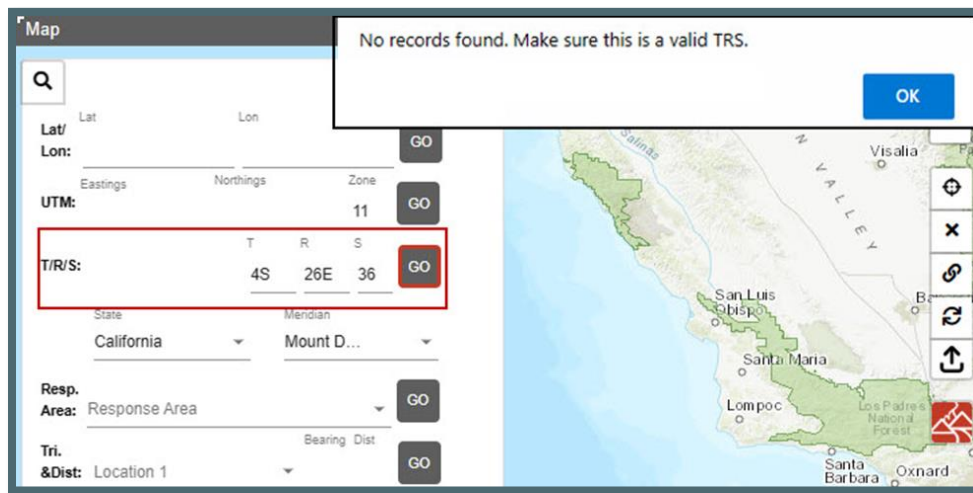 Map
No records found. Make sure this is a valid TRS.
OK
Lat Lon
Lat/
Lon:
GO
Eastings Northings Zone
UTM: 11 GO
T R S
T/R/S: 4S 26E 36 GO
State Meridian
California Mount D...
Resp.
Area: Response Area GO
Bearing Dist
Tri.
&Dist: Location 1 GO
Salinas
N VALLEY
Visalia
San Luis
Obispo
Santa Maria
Lompoc
Los Padres
National
Forest
Santa
Barbara
Oxnard